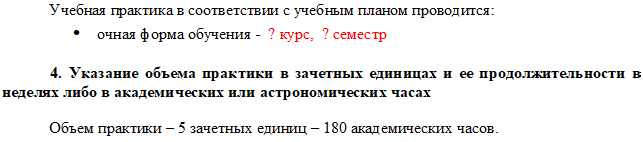 Учебная практика в соответствии с учебным планом проводится:
• очная форма обучения - ? курс, ? семестр
4. Указание объема практики в зачетных единицах и ее продолжительности в
неделях либо в академических или астрономических часах
Объем практики – 5 зачетных единиц – 180 академических часов.